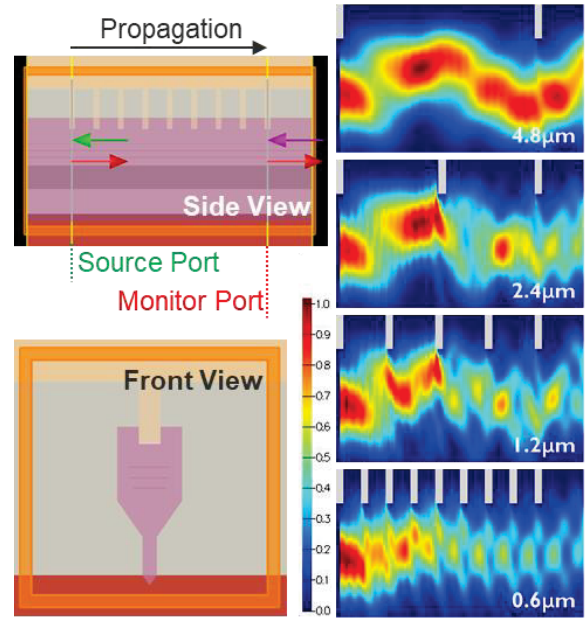 Propagation
Side View
Source Port
Monitor Port
Front View
1.0
0.9
0.8
0.7
0.6
0.5
0.4
0.3
0.2
0.1
0.0
4.8μm
2.4μm
1.2μm
0.6μm